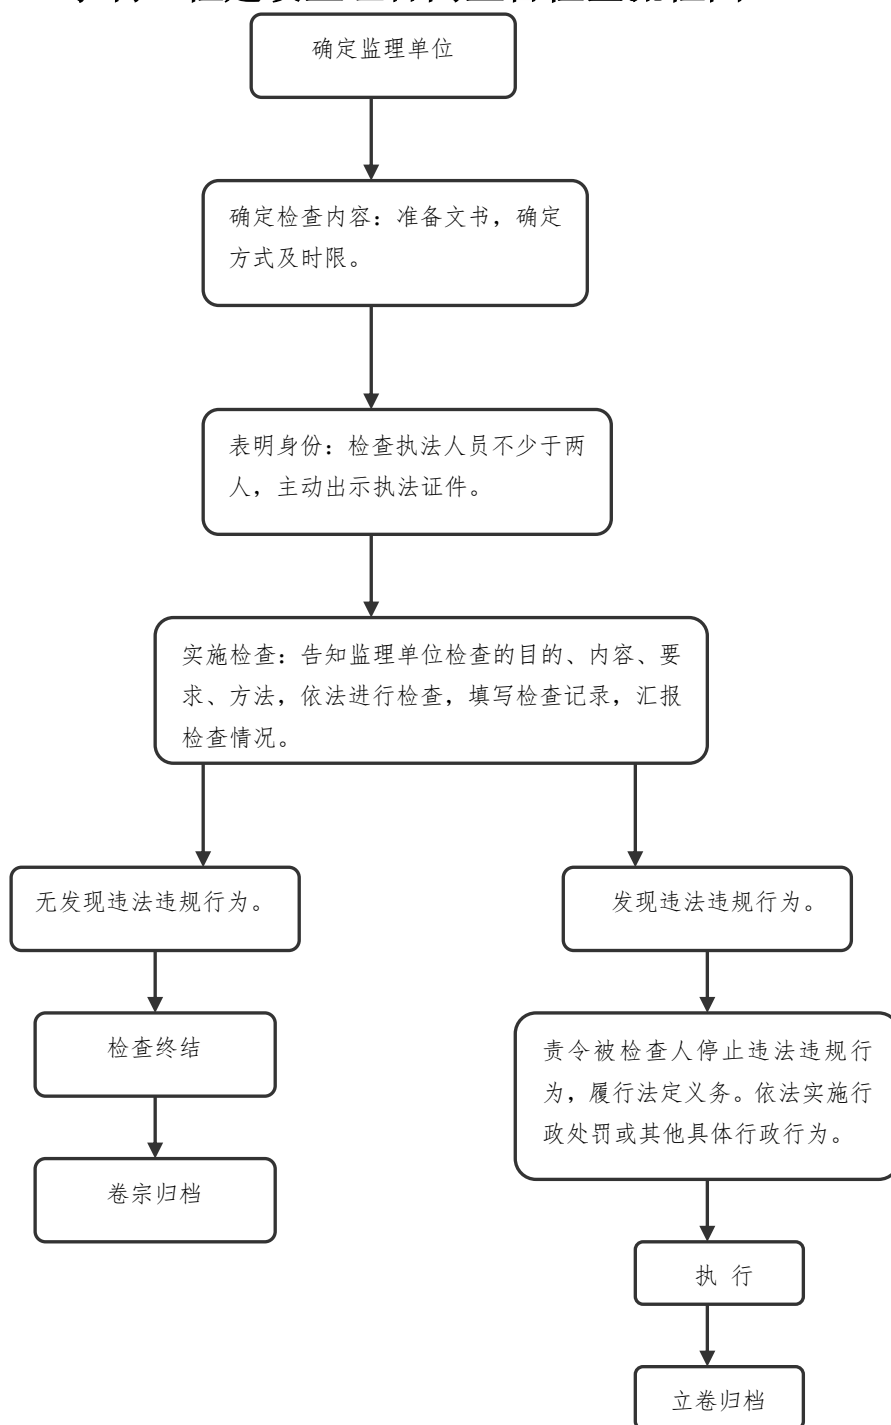 确定监理单位
确定检查内容：准备文书，确定
方式及时限。
表明身份：检查执法人员不少于两
人，主动出示执法证件。
实施检查：告知监理单位检查的目的、内容、要
求、方法，依法进行检查，填写检查记录，汇报
检查情况。
无发现违法违规行为。
发现违法违规行为。
检查终结
责令被检查人停止违法违规行
为，履行法定义务。依法实施行
政处罚或其他具体行政行为。
卷宗归档
执 行
立卷归档